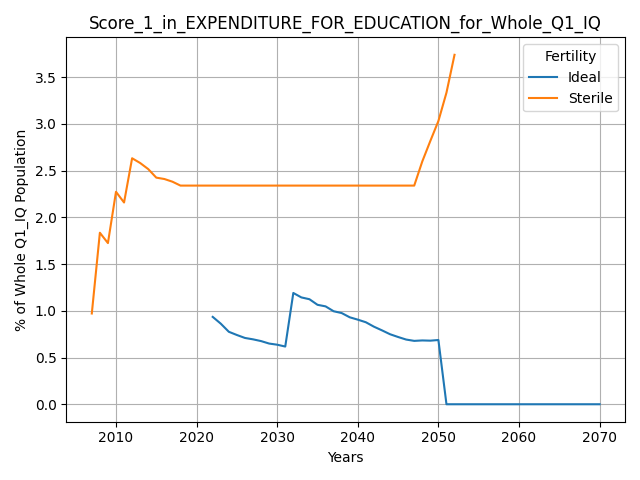 Score_1_in_EXPENDITURE_FOR_EDUCATION_for_Whole_Q1_IQ
Fertility
Ideal
Sterile
% of Whole Q1_IQ Population
3.5
3.0
2.5
2.0
1.5
1.0
0.5
0.0
2010 2020 2030 2040 2050 2060 2070
Years